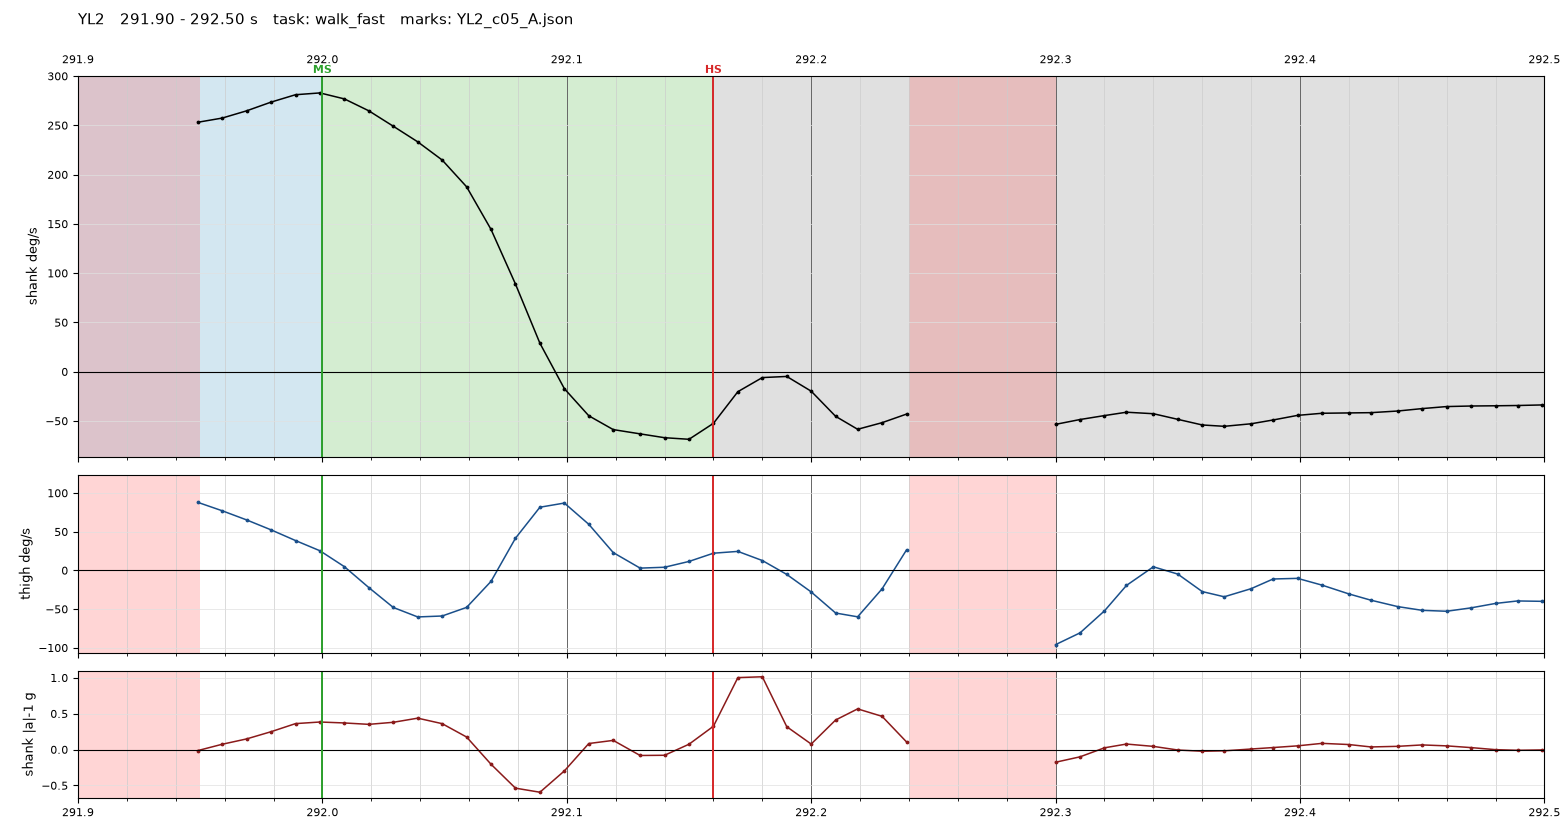 YL2   291.90 - 292.50 s   task: walk_fast   marks: YL2_c05_A.json
291.9 292.0 292.1 292.2 292.3 292.4 292.5
MS HS
300
250
200
150
100
50
0
−50
shank deg/s
100
50
0
−50
−100
thigh deg/s
1.0
0.5
0.0
−0.5
shank |a|-1 g
291.9 292.0 292.1 292.2 292.3 292.4 292.5